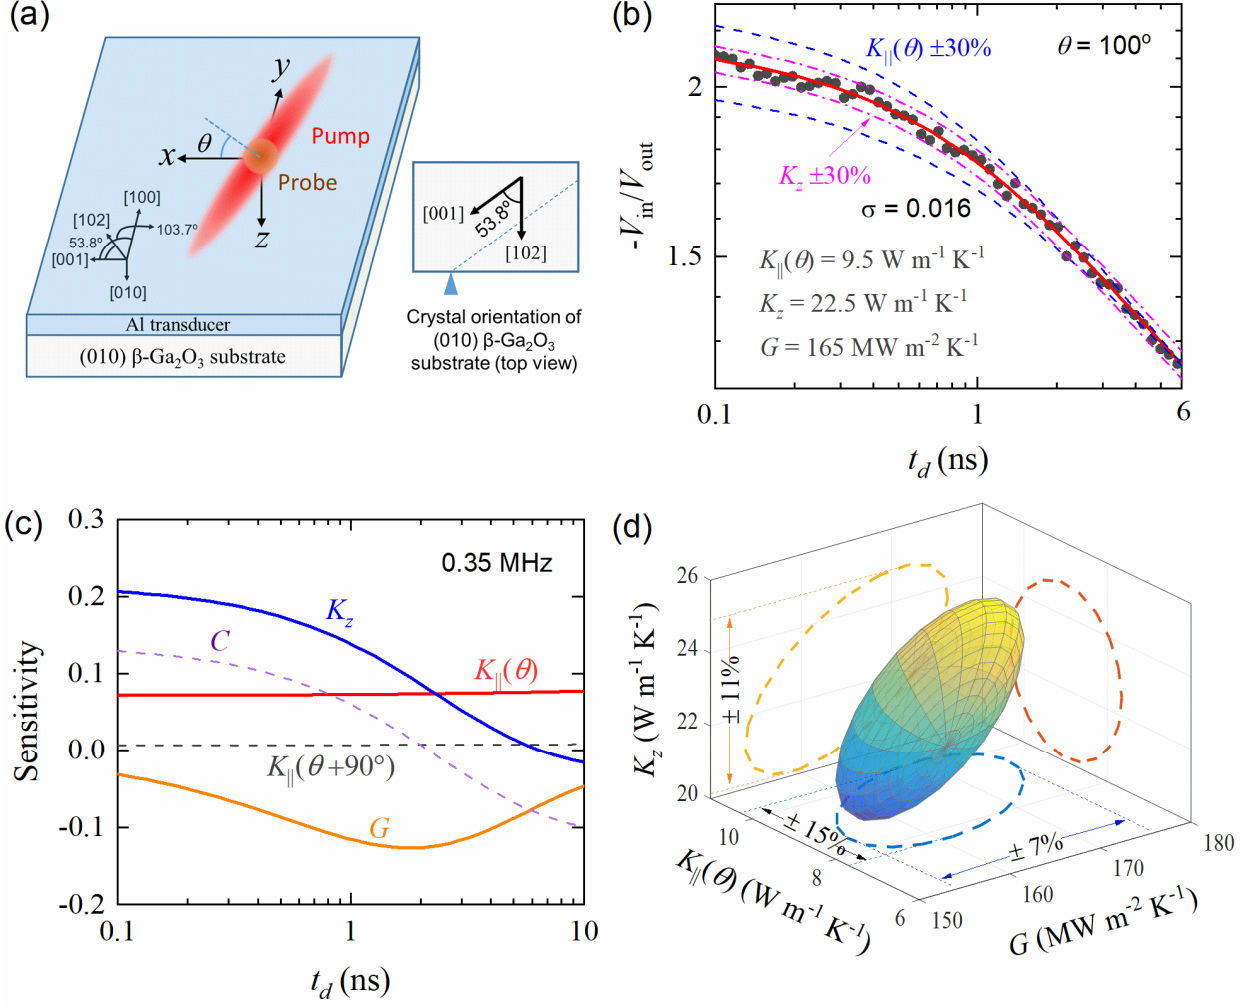 (a)
y
Pump
x
θ
Probe
z
[100]
[102]
103.7º
53.8º
[001]
[010]
Al transducer
(010) β-Ga₂O₃ substrate
[001]
53.8º
[102]
Crystal orientation of
(010) β-Ga₂O₃
substrate (top view)
(b)
K||(θ) ±30%
θ = 100º
2
Kz ±30%
σ = 0.016
-Vin/Vout
1.5
K||(θ) = 9.5 W m⁻¹ K⁻¹
Kz = 22.5 W m⁻¹ K⁻¹
G = 165 MW m⁻² K⁻¹
0.1
1
6
td (ns)
(c)
0.3
0.35 MHz
0.2
Kz
C
0.1
K||(θ)
Sensitivity
0.0
K||(θ+90°)
G
-0.1
-0.2
0.1
1
10
td (ns)
(d)
26
24
22
20
Kz (W m⁻¹ K⁻¹)
± 11%
10
8
6
± 15%
K||(θ) (W m⁻¹ K⁻¹)
± 7%
150
160
170
180
G (MW m⁻² K⁻¹)